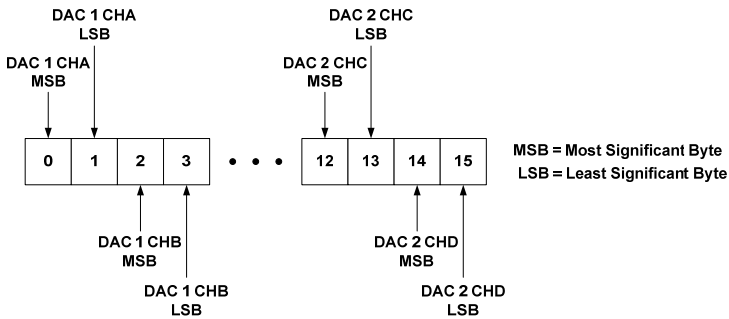 DAC 1 CHA
LSB
DAC 2 CHC
LSB
DAC 1 CHA
MSB
DAC 2 CHC
MSB
0 1 2 3 • • • 12 13 14 15
MSB = Most Significant Byte
LSB = Least Significant Byte
DAC 1 CHB
MSB
DAC 2 CHD
MSB
DAC 1 CHB
LSB
DAC 2 CHD
LSB